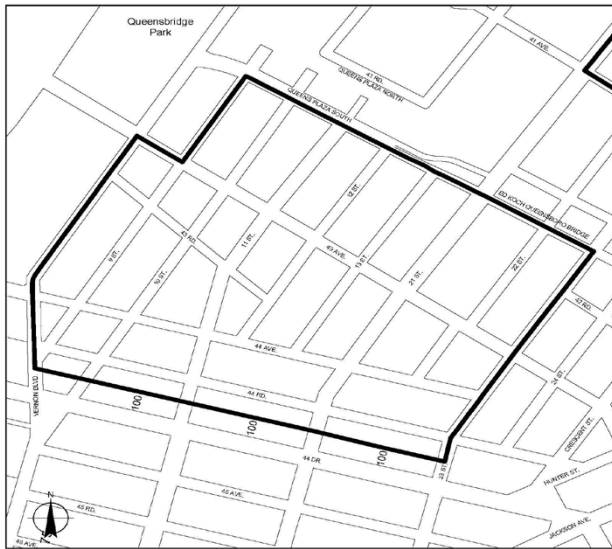 Queensbridge
Park
41 AVE.
41 RD.
QUEENS PLAZA NORTH
QUEENS PLAZA SOUTH
ED KOCH QUEENSBORO BRIDGE
12 ST.
43 RD.
11 ST.
43 AVE.
13 ST.
21 ST.
22 ST.
9 ST.
10 ST.
42 RD.
44 AVE.
24 ST.
VERNON BLVD.
44 RD.
100
100
100
CRESCENT ST.
44 DR.
23 ST.
HUNTER ST.
45 AVE.
45 RD.
N
JACKSON AVE.
46 AVE.